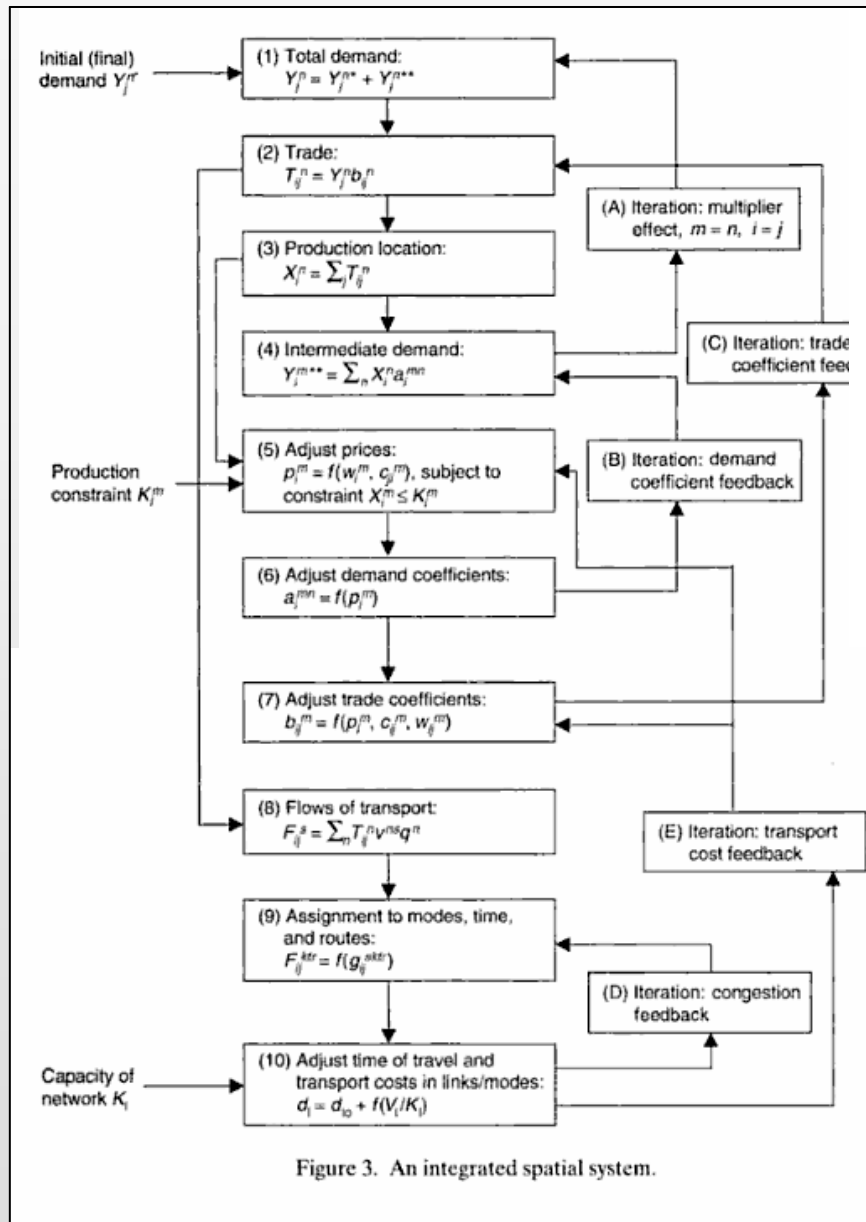 Initial (final)
demand Y_j^n*
(1) Total demand:
Y_j^n = Y_j^n* + Y_j^n**
(2) Trade:
T_ij^n = Y_j^n b_ij^n
(A) Iteration: multiplier
effect, m = n, i = j
(3) Production location:
X_i^n = ∑_j T_ij^n
(4) Intermediate demand:
Y_i^m** = ∑_n X_i^n a_i^mn
(C) Iteration: trade
coefficient feed
Production
constraint K_i^m
(5) Adjust prices:
p_i^m = f(w_i^m, c_ji^m), subject to
constraint X_i^m ≤ K_i^m
(B) Iteration: demand
coefficient feedback
(6) Adjust demand coefficients:
a_i^mn = f(p_i^m)
(7) Adjust trade coefficients:
b_ij^m = f(p_i^m, c_ij^m, w_ij^m)
(8) Flows of transport:
F_ij^s = ∑_n T_ij^n v^ns q^n
(E) Iteration: transport
cost feedback
(9) Assignment to modes, time,
and routes:
F_ij^ktr = f(g_ij^sktr)
(D) Iteration: congestion
feedback
Capacity of
network K_l
(10) Adjust time of travel and
transport costs in links/modes:
d_l = d_lo + f(V_l/K_l)
Figure 3. An integrated spatial system.